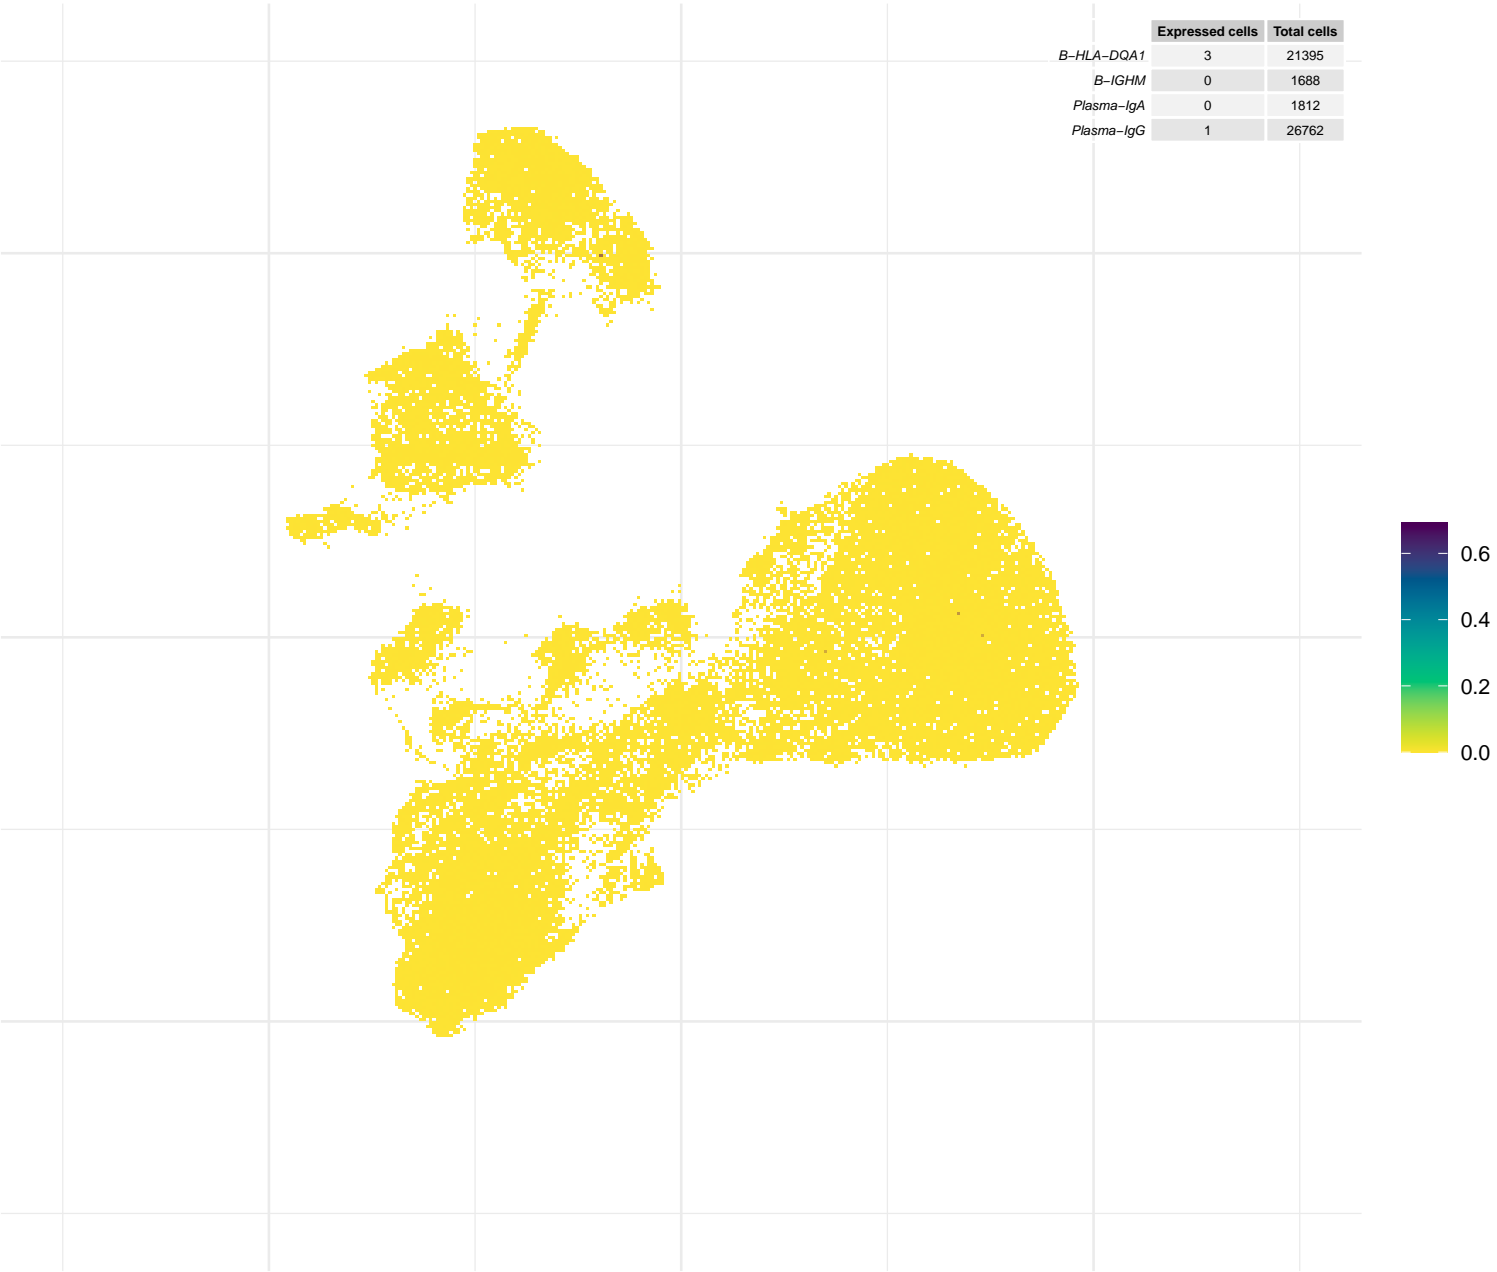 Expressed cells Total cells
B–HLA–DQA1 3 21395
B–IGHM 0 1688
Plasma–IgA 0 1812
Plasma–IgG 1 26762
0.6
0.4
0.2
0.0